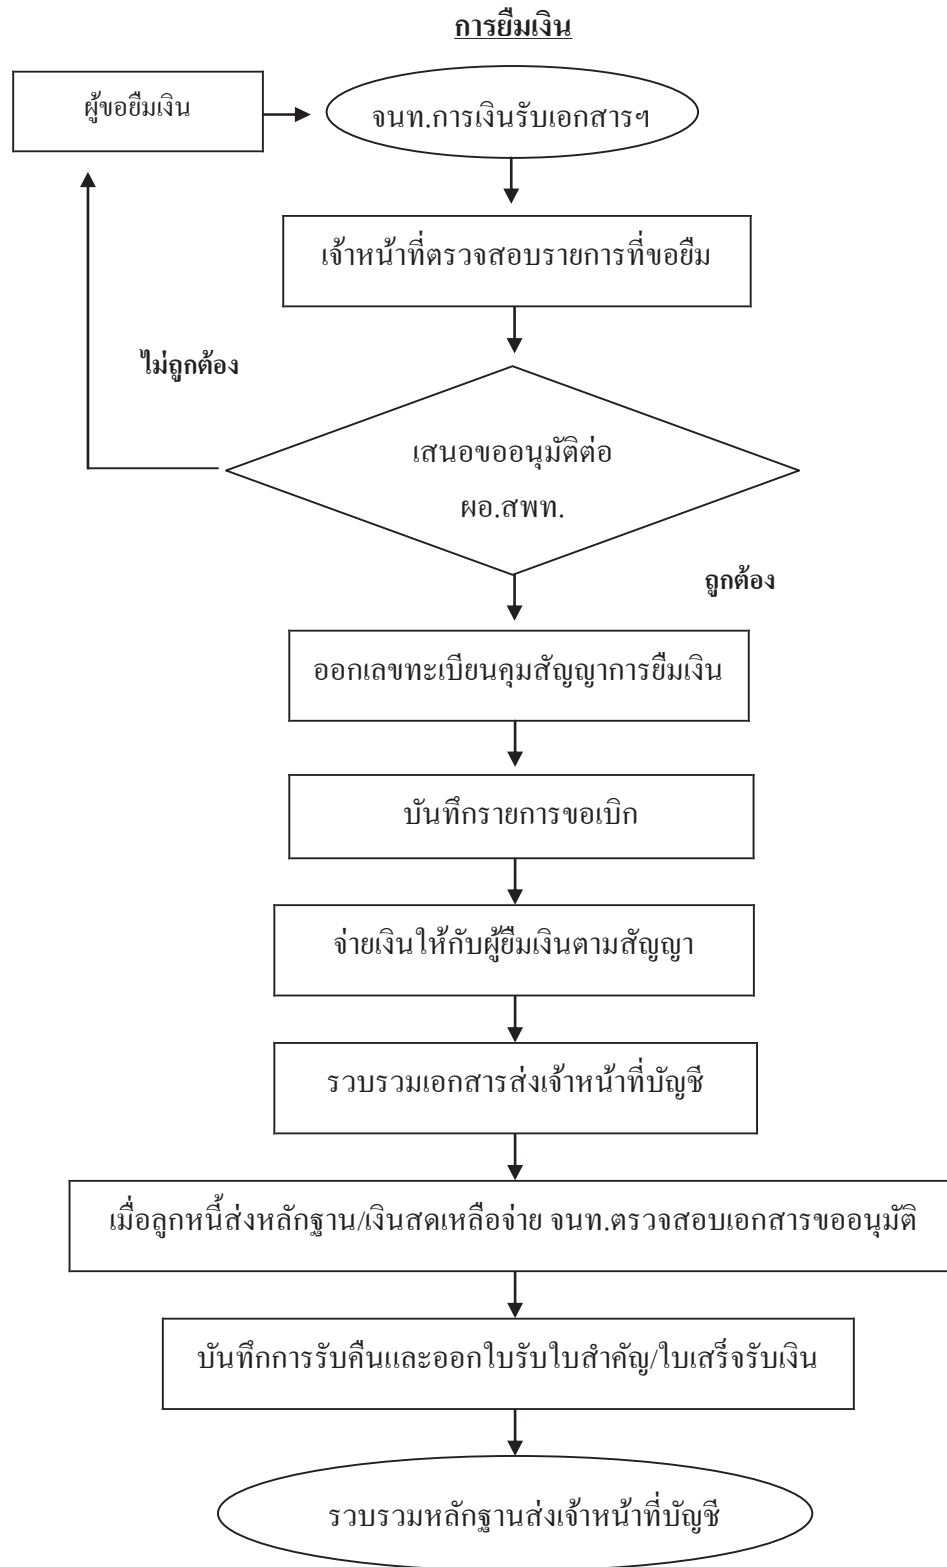 การยืมเงิน
ผู้ขอยืมเงิน
จนท.การเงินรับเอกสารฯ
เจ้าหน้าที่ตรวจสอบรายการที่ขอยืม
ไม่ถูกต้อง
เสนอขออนุมัติต่อ
ผอ.สพท.
ถูกต้อง
ออกเลขทะเบียนคุมสัญญาการยืมเงิน
บันทึกรายการขอเบิก
จ่ายเงินให้กับผู้ยืมเงินตามสัญญา
รวบรวมเอกสารส่งเจ้าหน้าที่บัญชี
เมื่อลูกหนี้ส่งหลักฐาน/เงินสดเหลือจ่าย จนท.ตรวจสอบเอกสารขออนุมัติ
บันทึกการรับคืนและออกใบรับใบสำคัญ/ใบเสร็จรับเงิน
รวบรวมหลักฐานส่งเจ้าหน้าที่บัญชี